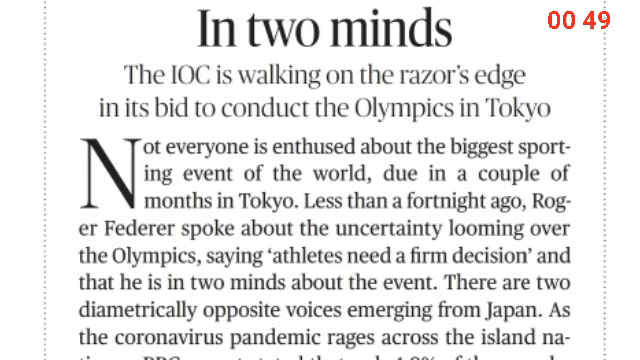 00 49
In two minds
The IOC is walking on the razor's edge
in its bid to conduct the Olympics in Tokyo
Not everyone is enthused about the biggest sport-
ing event of the world, due in a couple of
months in Tokyo. Less than a fortnight ago, Rog-
er Federer spoke about the uncertainty looming over
the Olympics, saying ‘athletes need a firm decision’ and
that he is in two minds about the event. There are two
diametrically opposite voices emerging from Japan. As
the coronavirus pandemic rages across the island na-